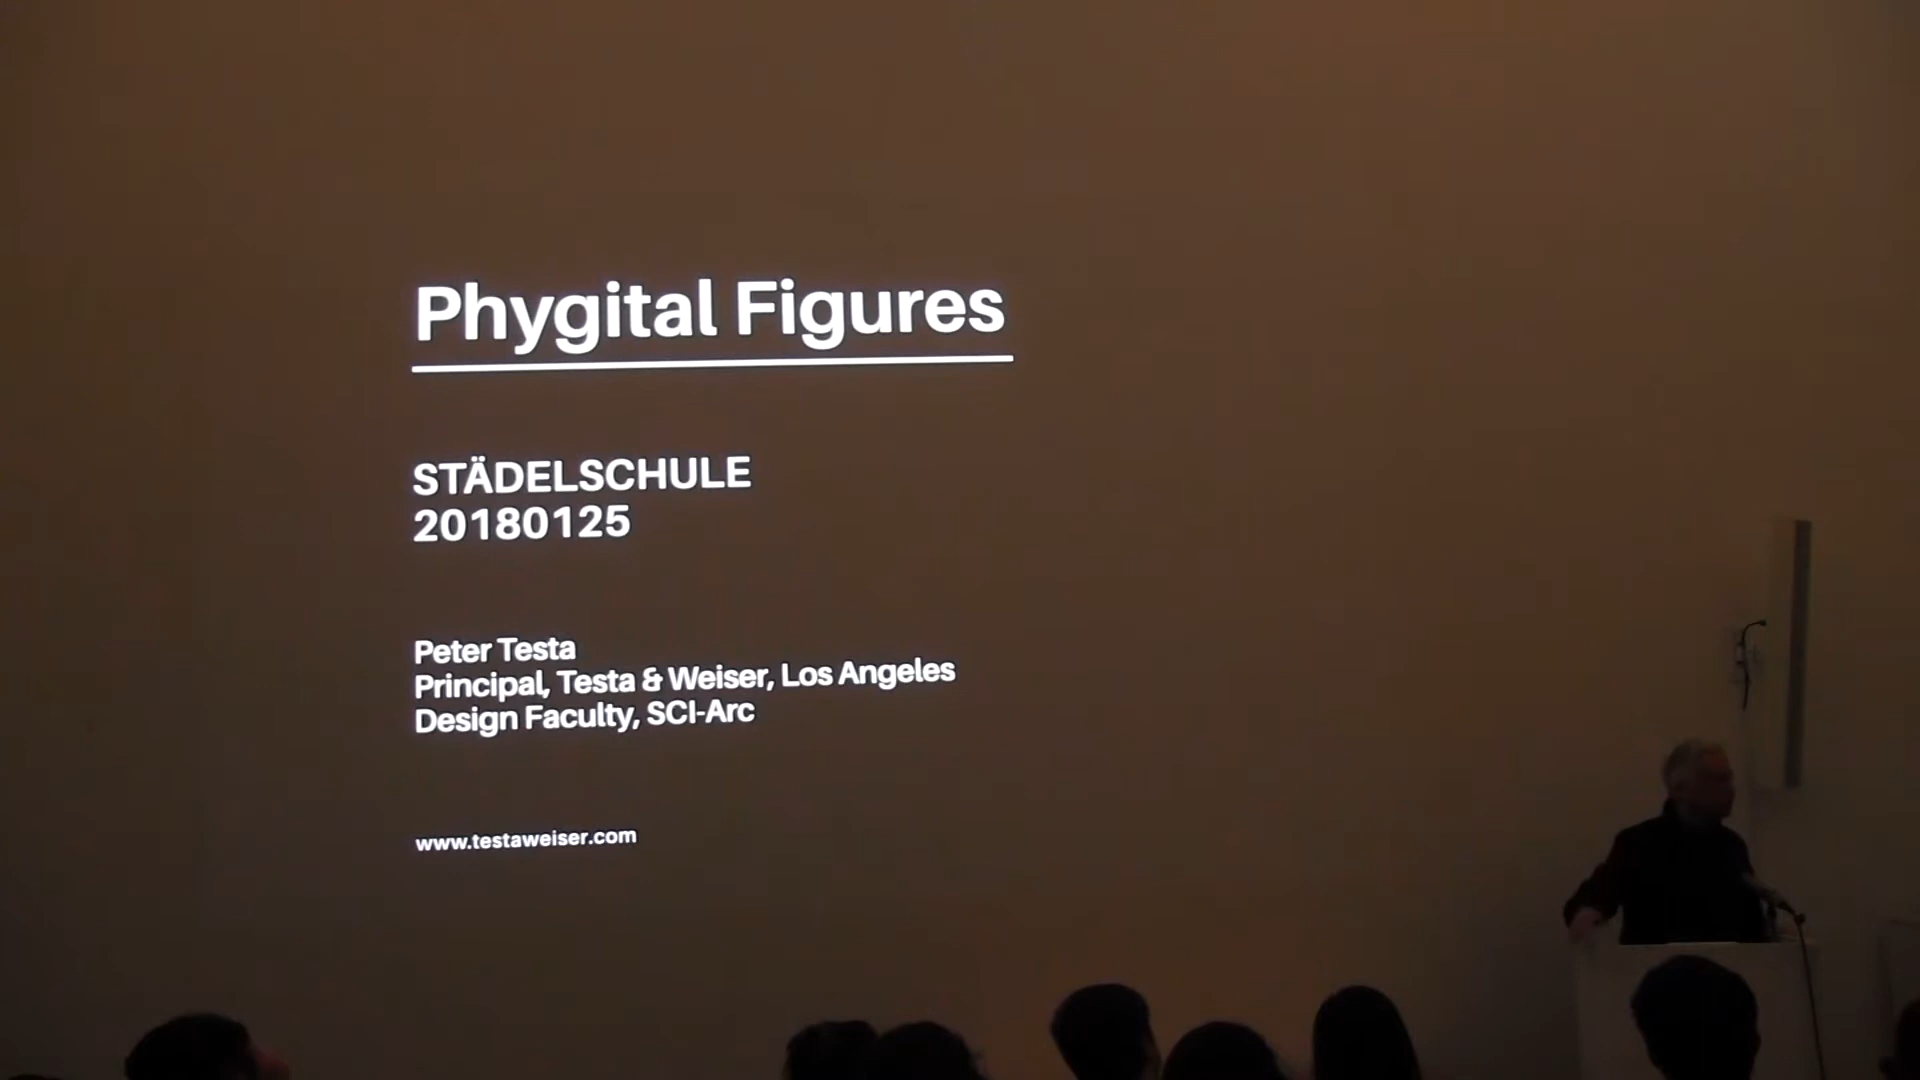 Phygital Figures
STÄDELSCHULE
20180125
Peter Testa
Principal, Testa & Weiser, Los Angeles
Design Faculty, SCI-Arc
www.testaweiser.com